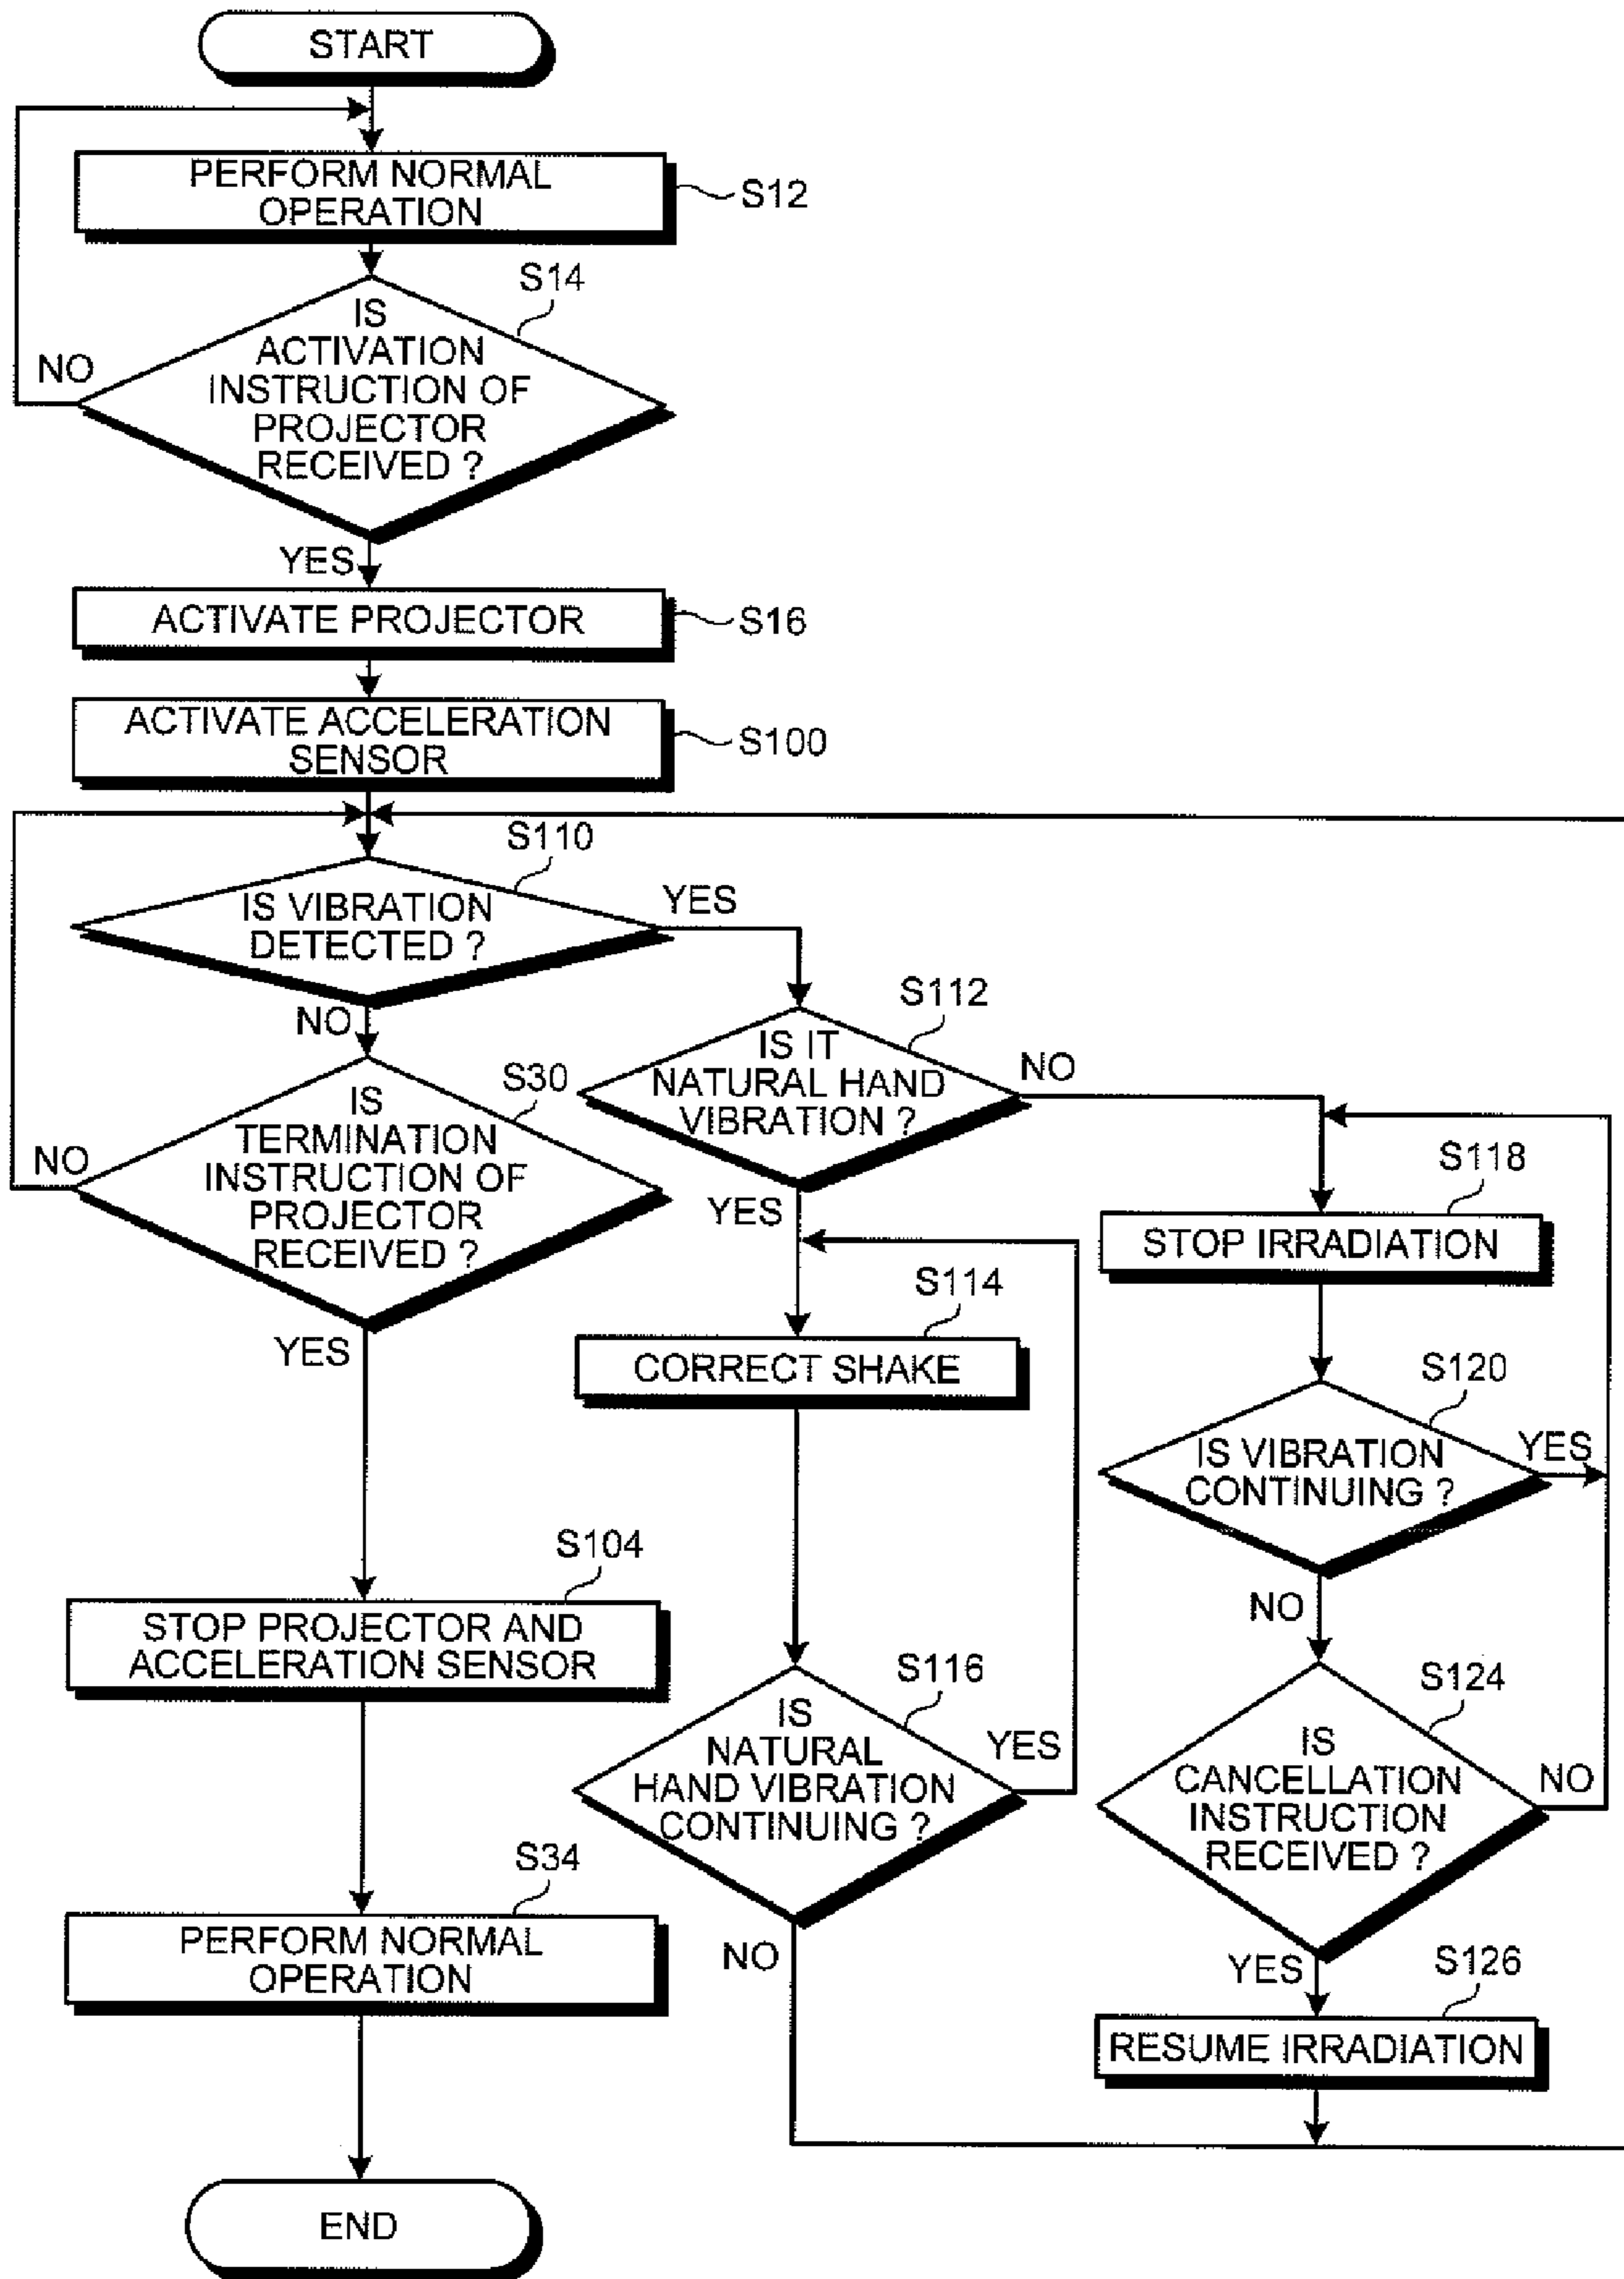 START
PERFORM NORMAL
OPERATION
S12
S14
IS
ACTIVATION
INSTRUCTION OF
PROJECTOR
RECEIVED ?
NO
YES
ACTIVATE PROJECTOR
S16
ACTIVATE ACCELERATION
SENSOR
S100
S110
IS VIBRATION
DETECTED ?
YES
NO
S30
IS
TERMINATION
INSTRUCTION OF
PROJECTOR
RECEIVED ?
NO
YES
S104
STOP PROJECTOR AND
ACCELERATION SENSOR
S34
PERFORM NORMAL
OPERATION
END
S112
IS IT
NATURAL HAND
VIBRATION ?
NO
YES
S114
CORRECT SHAKE
S116
IS
NATURAL
HAND VIBRATION
CONTINUING ?
YES
NO
S118
STOP IRRADIATION
S120
IS VIBRATION
CONTINUING ?
YES
NO
S124
IS
CANCELLATION
INSTRUCTION
RECEIVED ?
NO
YES
S126
RESUME IRRADIATION